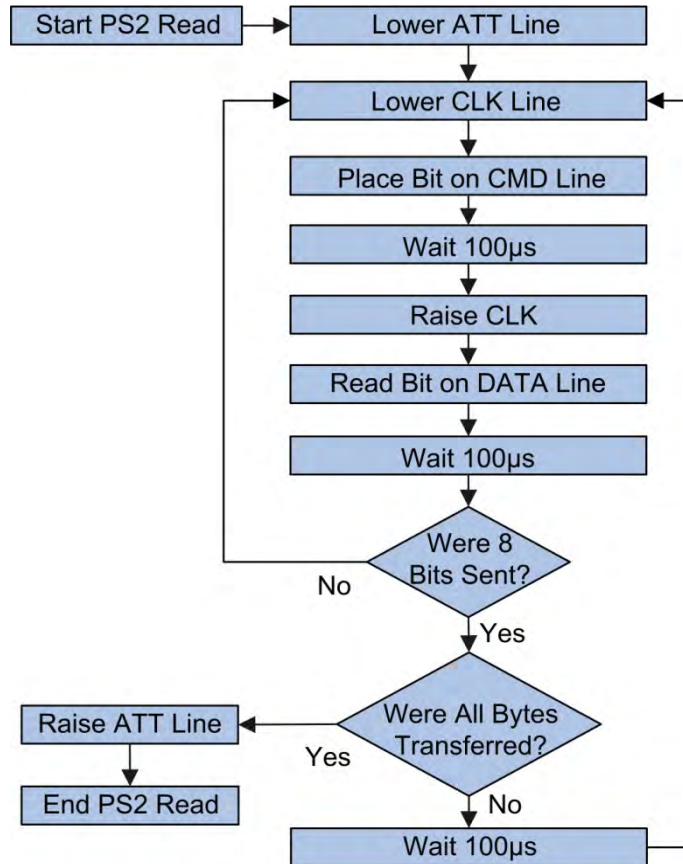 Start PS2 Read
Lower ATT Line
Lower CLK Line
Place Bit on CMD Line
Wait 100µs
Raise CLK
Read Bit on DATA Line
Wait 100µs
Were 8
Bits Sent?
No
Yes
Were All Bytes
Transferred?
Raise ATT Line
Yes
End PS2 Read
No
Wait 100µs